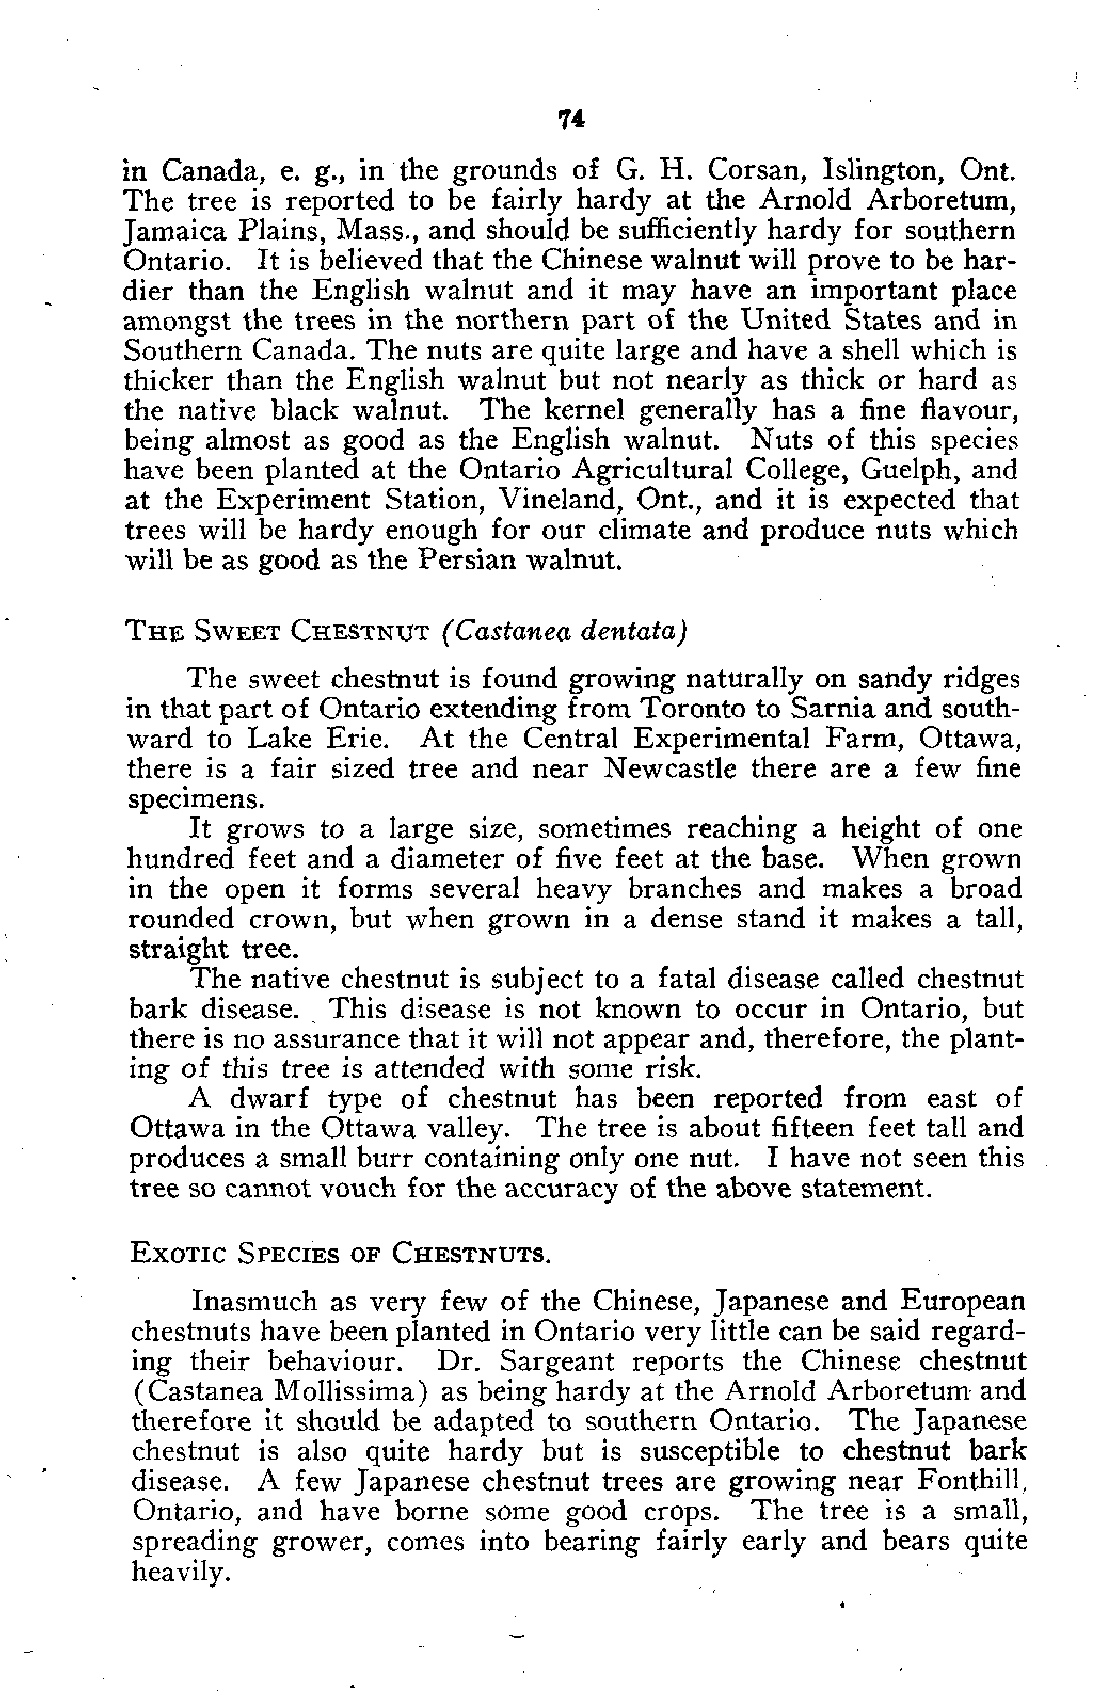 74
in Canada, e. g., in the grounds of G. H. Corsan, Islington, Ont.
The tree is reported to be fairly hardy at the Arnold Arboretum,
Jamaica Plains, Mass., and should be sufficiently hardy for southern
Ontario. It is believed that the Chinese walnut will prove to be har-
dier than the English walnut and it may have an important place
amongst the trees in the northern part of the United States and in
Southern Canada. The nuts are quite large and have a shell which is
thicker than the English walnut but not nearly as thick or hard as
the native black walnut. The kernel generally has a fine flavour,
being almost as good as the English walnut. Nuts of this species
have been planted at the Ontario Agricultural College, Guelph, and
at the Experiment Station, Vineland, Ont., and it is expected that
trees will be hardy enough for our climate and produce nuts which
will be as good as the Persian walnut.
THE SWEET CHESTNUT (Castanea dentata)
The sweet chestnut is found growing naturally on sandy ridges
in that part of Ontario extending from Toronto to Sarnia and south-
ward to Lake Erie. At the Central Experimental Farm, Ottawa,
there is a fair sized tree and near Newcastle there are a few fine
specimens.
It grows to a large size, sometimes reaching a height of one
hundred feet and a diameter of five feet at the base. When grown
in the open it forms several heavy branches and makes a broad
rounded crown, but when grown in a dense stand it makes a tall,
straight tree.
The native chestnut is subject to a fatal disease called chestnut
bark disease. This disease is not known to occur in Ontario, but
there is no assurance that it will not appear and, therefore, the plant-
ing of this tree is attended with some risk.
A dwarf type of chestnut has been reported from east of
Ottawa in the Ottawa valley. The tree is about fifteen feet tall and
produces a small burr containing only one nut. I have not seen this
tree so cannot vouch for the accuracy of the above statement.
EXOTIC SPECIES OF CHESTNUTS.
Inasmuch as very few of the Chinese, Japanese and European
chestnuts have been planted in Ontario very little can be said regard-
ing their behaviour. Dr. Sargeant reports the Chinese chestnut
(Castanea Mollissima) as being hardy at the Arnold Arboretum and
therefore it should be adapted to southern Ontario. The Japanese
chestnut is also quite hardy but is susceptible to chestnut bark
disease. A few Japanese chestnut trees are growing near Fonthill,
Ontario, and have borne some good crops. The tree is a small,
spreading grower, comes into bearing fairly early and bears quite
heavily.